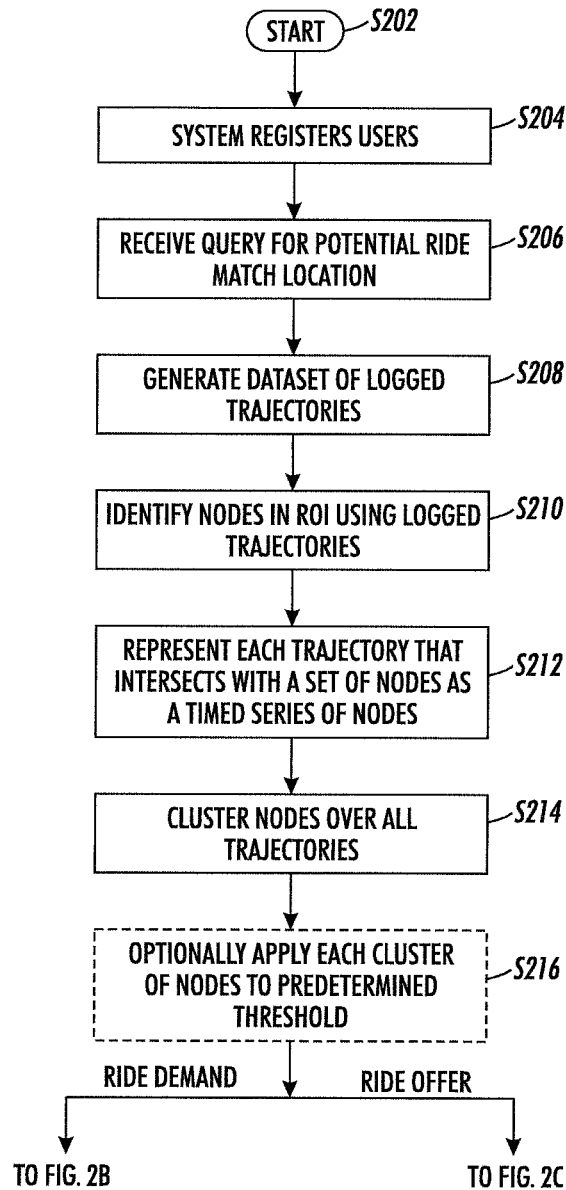 START
S202
SYSTEM REGISTERS USERS
S204
RECEIVE QUERY FOR POTENTIAL RIDE
MATCH LOCATION
S206
GENERATE DATASET OF LOGGED
TRAJECTORIES
S208
IDENTIFY NODES IN ROI USING LOGGED
TRAJECTORIES
S210
REPRESENT EACH TRAJECTORY THAT
INTERSECTS WITH A SET OF NODES AS
A TIMED SERIES OF NODES
S212
CLUSTER NODES OVER ALL
TRAJECTORIES
S214
OPTIONALLY APPLY EACH CLUSTER
OF NODES TO PREDETERMINED
THRESHOLD
S216
RIDE DEMAND
RIDE OFFER
TO FIG. 2B
TO FIG. 2C